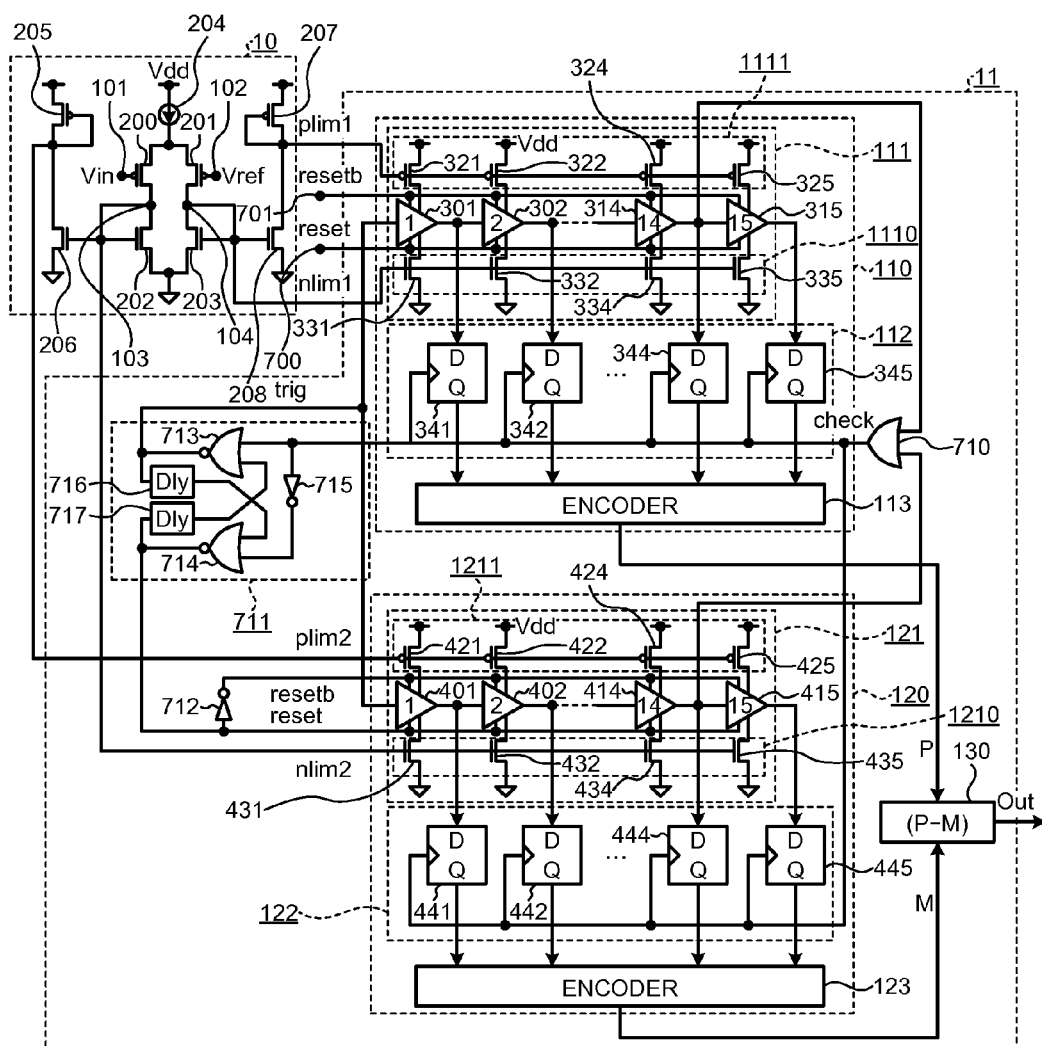 205
204
10
207
Vdd
101
102
200
201
plim1
Vin
Vref
resetb
701
reset
nlim1
202
203
206
103
104
208
700
trig
11
324
1111
Vdd
111
321
322
325
1
301
2
302
314
14
15
315
1110
110
331
332
334
335
112
D
Q
D
Q
...
344
D
Q
D
Q
345
341
342
check
710
713
716
Dly
715
717
Dly
714
711
ENCODER
113
1211
424
Vdd
121
plim2
421
422
425
1
401
2
402
414
14
15
415
resetb
712
reset
120
1210
nlim2
431
432
434
435
P
130
(P-M)
Out
D
Q
D
Q
...
444
D
Q
D
Q
445
441
442
122
M
ENCODER
123